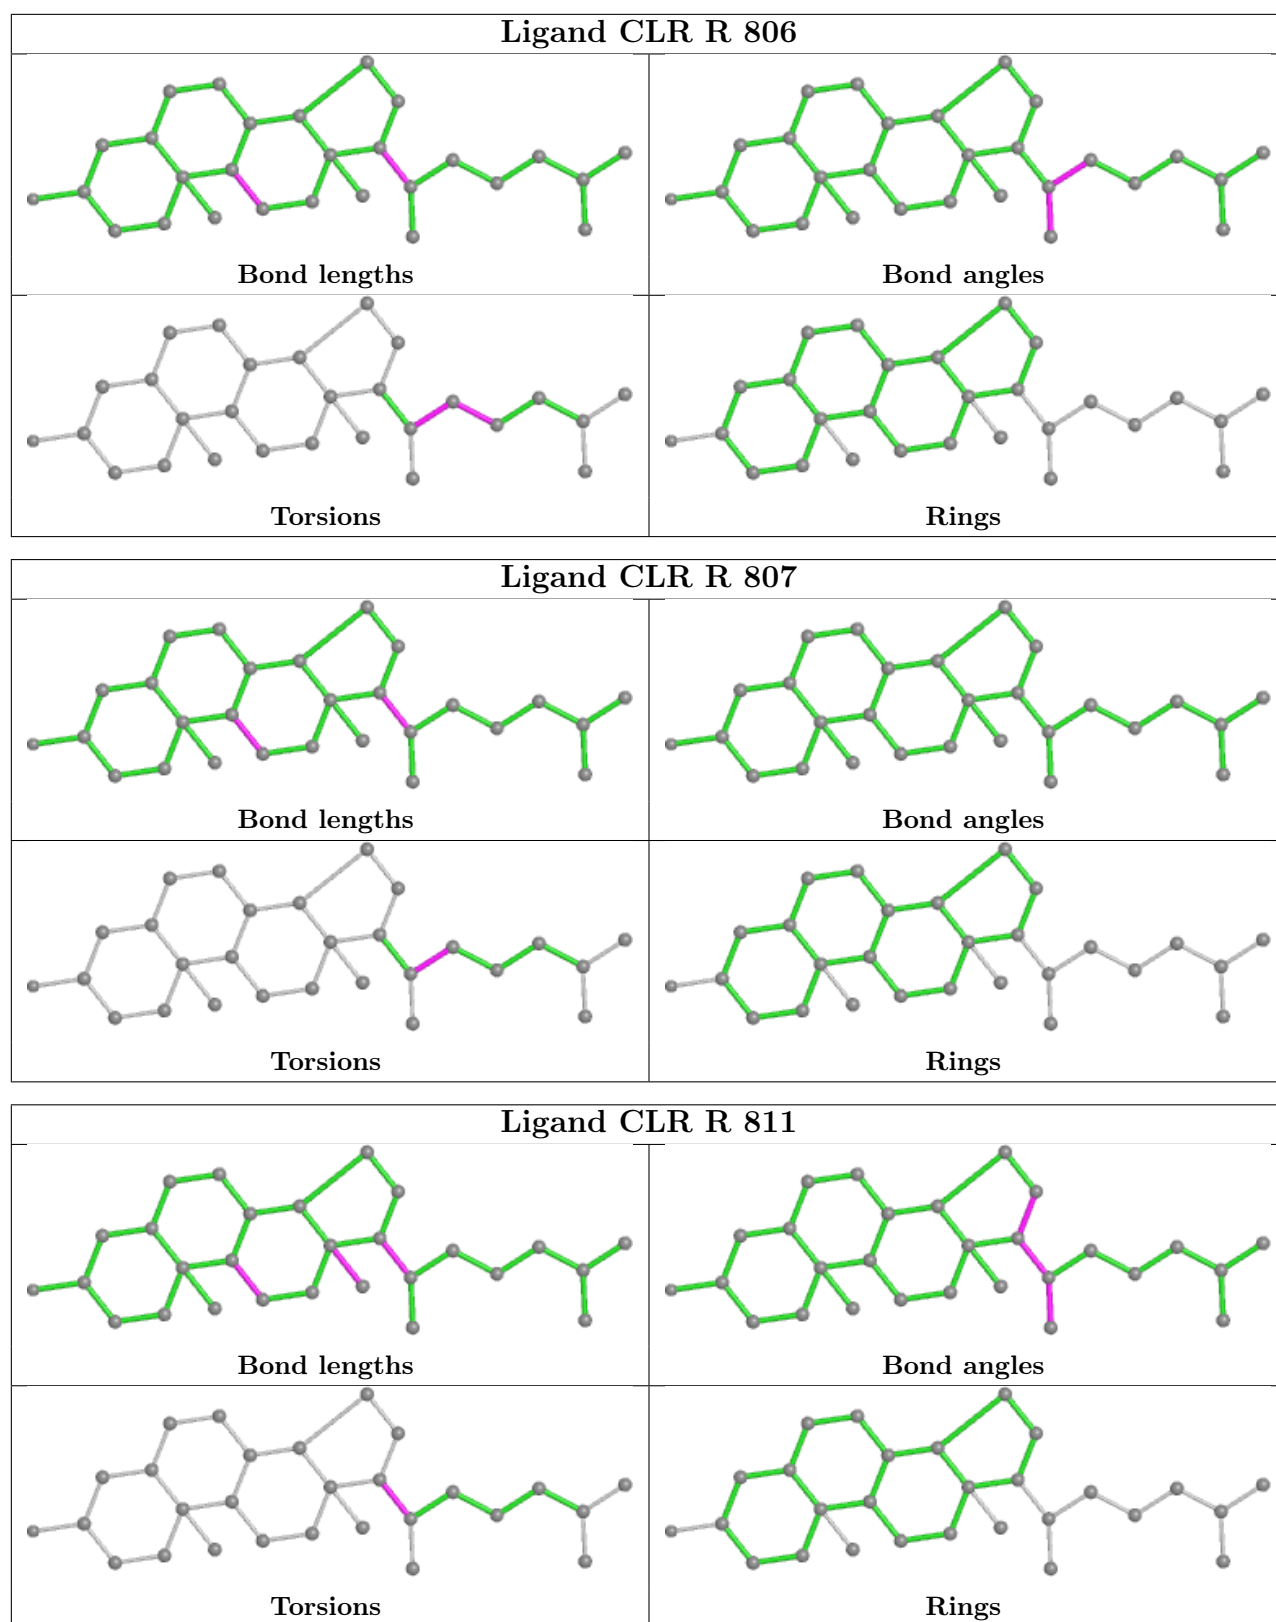 Ligand CLR R 806
Bond lengths
Bond angles
Torsions
Rings
Ligand CLR R 807
Bond lengths
Bond angles
Torsions
Rings
Ligand CLR R 811
Bond lengths
Bond angles
Torsions
Rings